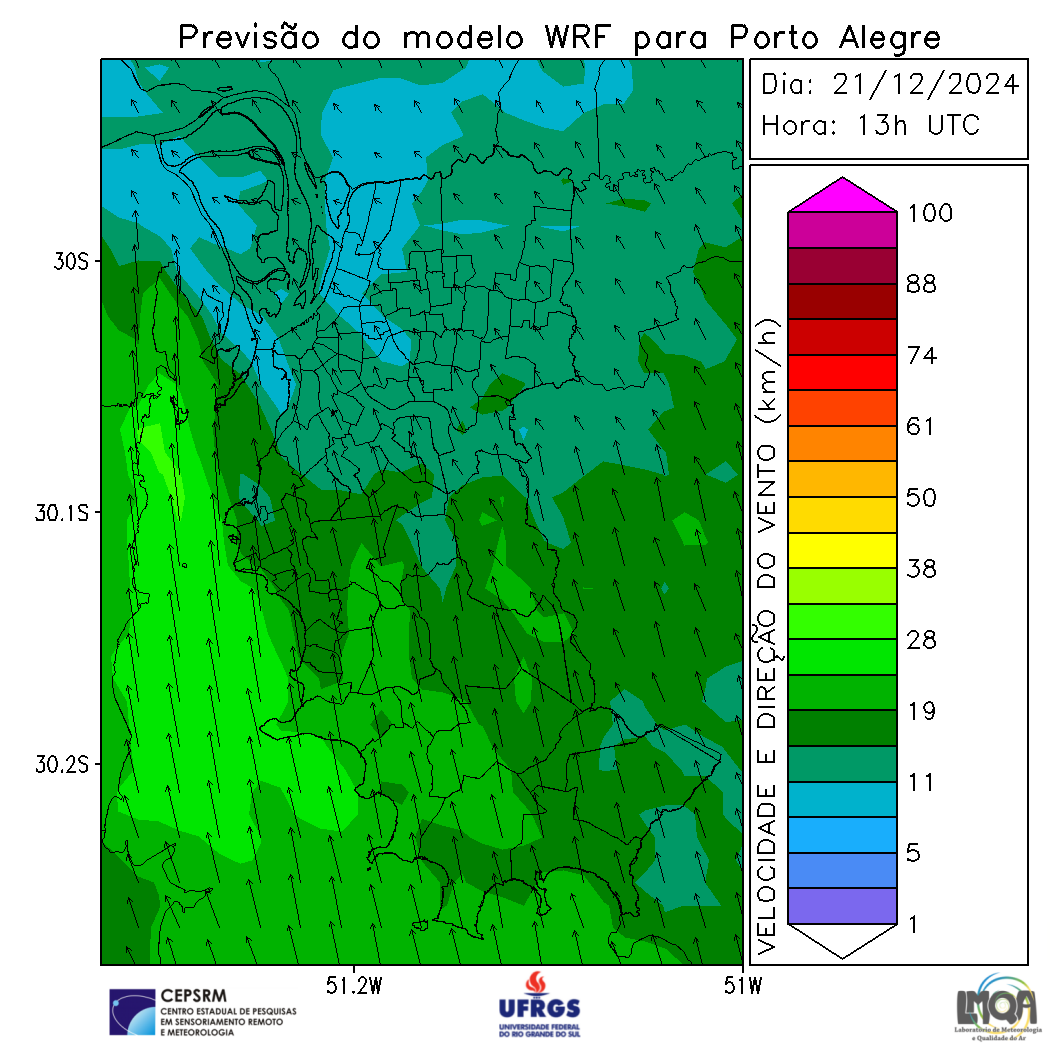 Previsão do modelo WRF para Porto Alegre
Dia: 21/12/2024
Hora: 13h UTC
30S
30.1S
30.2S
51.2W
51W
VELOCIDADE E DIREÇÃO DO VENTO (km/h)
100
88
74
61
50
38
28
19
11
5
1
CEPSRM
CENTRO ESTADUAL DE PESQUISAS
EM SENSORIAMENTO REMOTO
E METEOROLOGIA
UFRGS
UNIVERSIDADE FEDERAL
DO RIO GRANDE DO SUL
LMQA
Laboratório de Meteorologia
e Qualidade do Ar